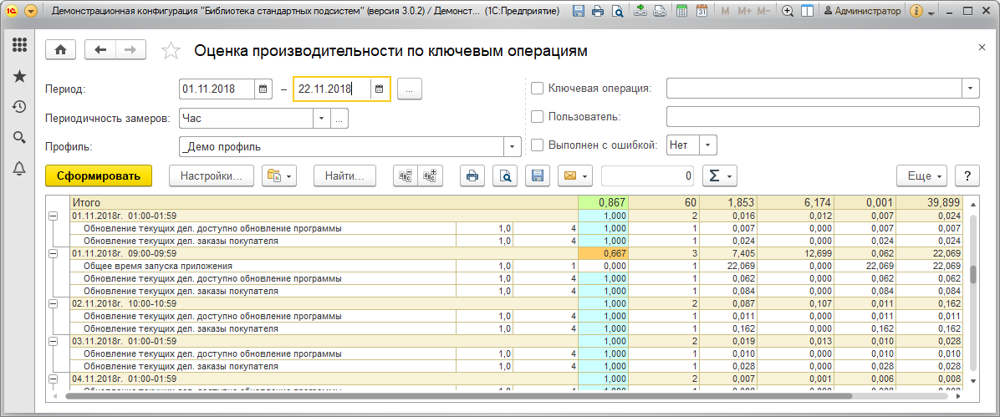 Демонстрационная конфигурация "Библиотека стандартных подсистем" (версия 3.0.2) / Демонст... (1С:Предприятие) M M+ M- Администратор
Оценка производительности по ключевым операциям
Период: 01.11.2018 – 22.11.2018 ... Ключевая операция:
Периодичность замеров: Час ... Пользователь:
Профиль: _Демо профиль Выполнен с ошибкой: Нет
Сформировать Настройки... Найти... 0 Σ Еще ?
Итого 0,867 60 1,853 6,174 0,001 39,899
01.11.2018г. 01:00-01:59 1,000 2 0,016 0,012 0,007 0,024
Обновление текущих дел. доступно обновление программы 1,0 4 1,000 1 0,007 0,000 0,007 0,007
Обновление текущих дел. заказы покупателя 1,0 4 1,000 1 0,024 0,000 0,024 0,024
01.11.2018г. 09:00-09:59 0,667 3 7,405 12,699 0,062 22,069
Общее время запуска приложения 1,0 1 0,000 1 22,069 0,000 22,069 22,069
Обновление текущих дел. доступно обновление программы 1,0 4 1,000 1 0,062 0,000 0,062 0,062
Обновление текущих дел. заказы покупателя 1,0 4 1,000 1 0,084 0,000 0,084 0,084
02.11.2018г. 10:00-10:59 1,000 2 0,087 0,107 0,011 0,162
Обновление текущих дел. доступно обновление программы 1,0 4 1,000 1 0,011 0,000 0,011 0,011
Обновление текущих дел. заказы покупателя 1,0 4 1,000 1 0,162 0,000 0,162 0,162
03.11.2018г. 01:00-01:59 1,000 2 0,019 0,013 0,010 0,028
Обновление текущих дел. доступно обновление программы 1,0 4 1,000 1 0,010 0,000 0,010 0,010
Обновление текущих дел. заказы покупателя 1,0 4 1,000 1 0,028 0,000 0,028 0,028
04.11.2018г. 01:00-01:59 1,000 2 0,007 0,001 0,006 0,008
Обновление текущих дел. доступно обновление программы 1,0 4 1,000 1